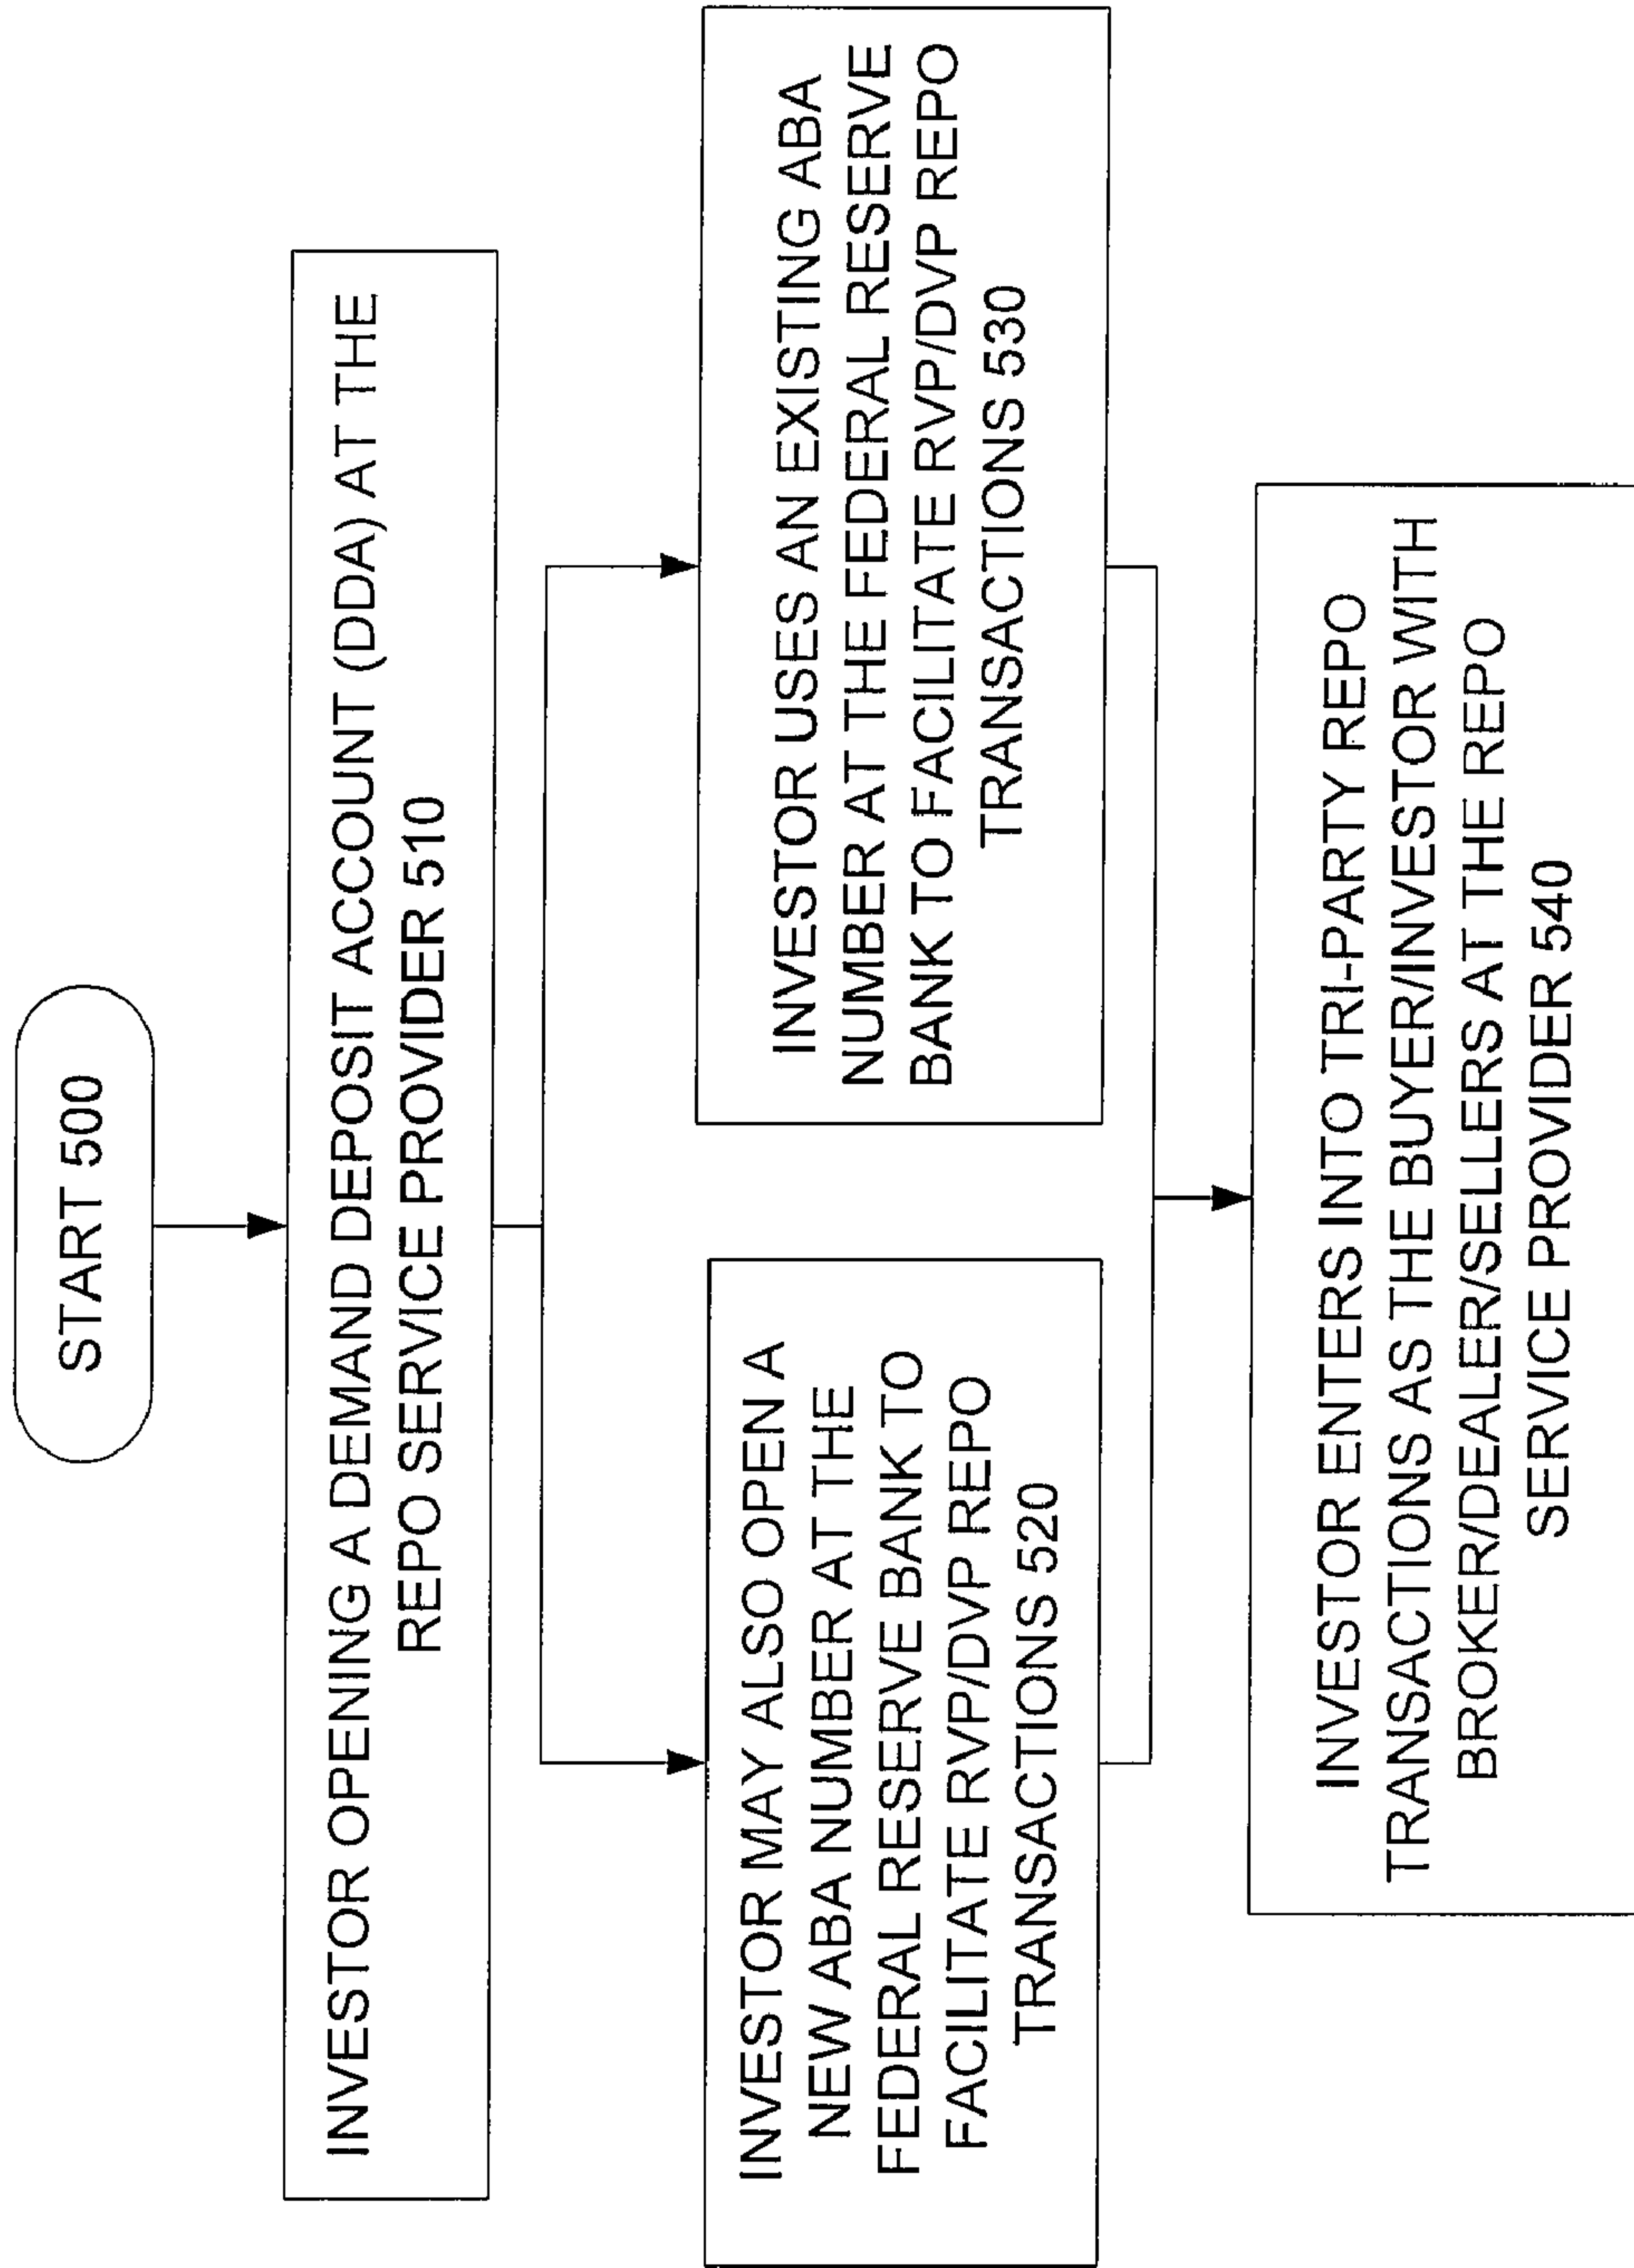 START 500
INVESTOR OPENING A DEMAND DEPOSIT ACCOUNT (DDA) AT THE
REPO SERVICE PROVIDER 510
INVESTOR MAY ALSO OPEN A
NEW ABA NUMBER AT THE
FEDERAL RESERVE BANK TO
FACILITATE RVP/DVP REPO
TRANSACTIONS 520
INVESTOR USES AN EXISTING ABA
NUMBER AT THE FEDERAL RESERVE
BANK TO FACILITATE RVP/DVP REPO
TRANSACTIONS 530
INVESTOR ENTERS INTO TRI-PARTY REPO
TRANSACTIONS AS THE BUYER/INVESTOR WITH
BROKER/DEALER/SELLERS AT THE REPO
SERVICE PROVIDER 540